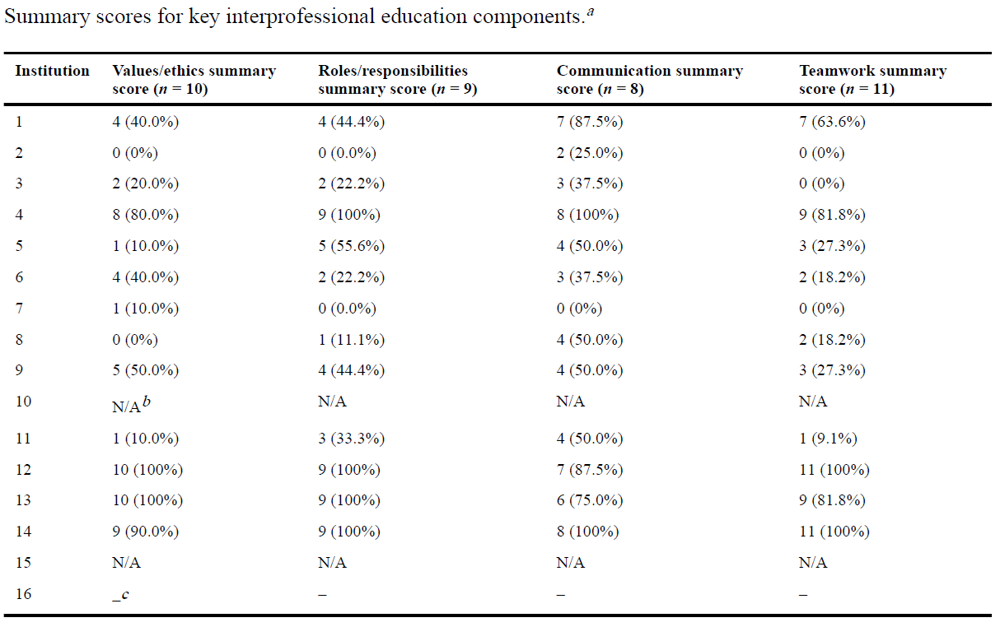 Summary scores for key interprofessional education components.a
Institution Values/ethics summary score (n = 10) Roles/responsibilities summary score (n = 9) Communication summary score (n = 8) Teamwork summary score (n = 11)
1 4 (40.0%) 4 (44.4%) 7 (87.5%) 7 (63.6%)
2 0 (0%) 0 (0.0%) 2 (25.0%) 0 (0%)
3 2 (20.0%) 2 (22.2%) 3 (37.5%) 0 (0%)
4 8 (80.0%) 9 (100%) 8 (100%) 9 (81.8%)
5 1 (10.0%) 5 (55.6%) 4 (50.0%) 3 (27.3%)
6 4 (40.0%) 2 (22.2%) 3 (37.5%) 2 (18.2%)
7 1 (10.0%) 0 (0.0%) 0 (0%) 0 (0%)
8 0 (0%) 1 (11.1%) 4 (50.0%) 2 (18.2%)
9 5 (50.0%) 4 (44.4%) 4 (50.0%) 3 (27.3%)
10 N/Ab N/A N/A N/A
11 1 (10.0%) 3 (33.3%) 4 (50.0%) 1 (9.1%)
12 10 (100%) 9 (100%) 7 (87.5%) 11 (100%)
13 10 (100%) 9 (100%) 6 (75.0%) 9 (81.8%)
14 9 (90.0%) 9 (100%) 8 (100%) 11 (100%)
15 N/A N/A N/A N/A
16 _c – – –